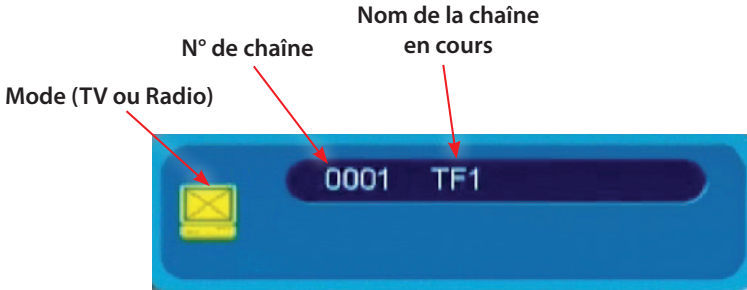 Nom de la chaîne
en cours
N° de chaîne
Mode (TV ou Radio)
0001 TF1